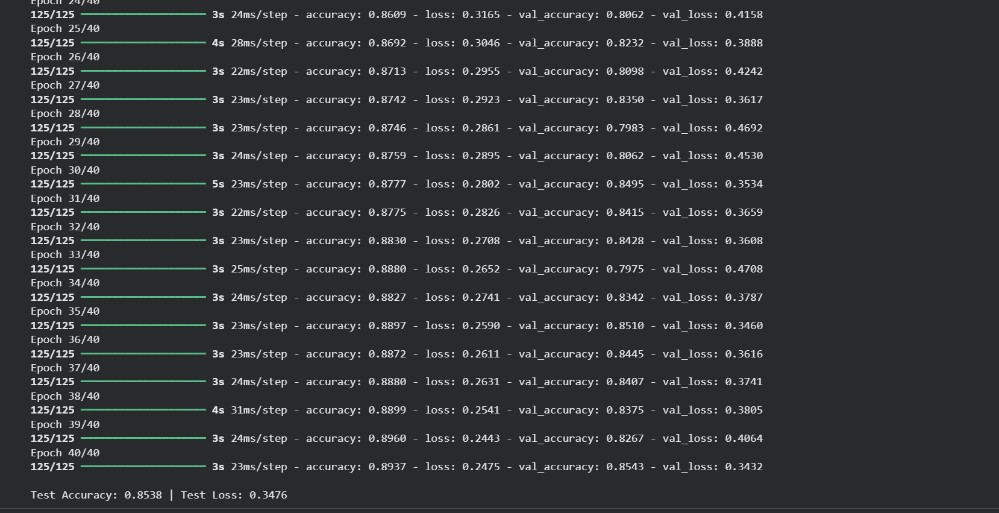 Epoch 24/40
125/125 ━━━━━━━━━━━━━━━━━━━━ 3s 24ms/step - accuracy: 0.8609 - loss: 0.3165 - val_accuracy: 0.8062 - val_loss: 0.4158
Epoch 25/40
125/125 ━━━━━━━━━━━━━━━━━━━━ 4s 28ms/step - accuracy: 0.8692 - loss: 0.3046 - val_accuracy: 0.8232 - val_loss: 0.3888
Epoch 26/40
125/125 ━━━━━━━━━━━━━━━━━━━━ 3s 22ms/step - accuracy: 0.8713 - loss: 0.2955 - val_accuracy: 0.8098 - val_loss: 0.4242
Epoch 27/40
125/125 ━━━━━━━━━━━━━━━━━━━━ 3s 23ms/step - accuracy: 0.8742 - loss: 0.2923 - val_accuracy: 0.8350 - val_loss: 0.3617
Epoch 28/40
125/125 ━━━━━━━━━━━━━━━━━━━━ 3s 23ms/step - accuracy: 0.8746 - loss: 0.2861 - val_accuracy: 0.7983 - val_loss: 0.4692
Epoch 29/40
125/125 ━━━━━━━━━━━━━━━━━━━━ 3s 24ms/step - accuracy: 0.8759 - loss: 0.2895 - val_accuracy: 0.8062 - val_loss: 0.4530
Epoch 30/40
125/125 ━━━━━━━━━━━━━━━━━━━━ 5s 23ms/step - accuracy: 0.8777 - loss: 0.2802 - val_accuracy: 0.8495 - val_loss: 0.3534
Epoch 31/40
125/125 ━━━━━━━━━━━━━━━━━━━━ 3s 22ms/step - accuracy: 0.8775 - loss: 0.2826 - val_accuracy: 0.8415 - val_loss: 0.3659
Epoch 32/40
125/125 ━━━━━━━━━━━━━━━━━━━━ 3s 23ms/step - accuracy: 0.8830 - loss: 0.2708 - val_accuracy: 0.8428 - val_loss: 0.3608
Epoch 33/40
125/125 ━━━━━━━━━━━━━━━━━━━━ 3s 25ms/step - accuracy: 0.8880 - loss: 0.2652 - val_accuracy: 0.7975 - val_loss: 0.4708
Epoch 34/40
125/125 ━━━━━━━━━━━━━━━━━━━━ 3s 24ms/step - accuracy: 0.8827 - loss: 0.2741 - val_accuracy: 0.8342 - val_loss: 0.3787
Epoch 35/40
125/125 ━━━━━━━━━━━━━━━━━━━━ 3s 23ms/step - accuracy: 0.8897 - loss: 0.2590 - val_accuracy: 0.8510 - val_loss: 0.3460
Epoch 36/40
125/125 ━━━━━━━━━━━━━━━━━━━━ 3s 23ms/step - accuracy: 0.8872 - loss: 0.2611 - val_accuracy: 0.8445 - val_loss: 0.3616
Epoch 37/40
125/125 ━━━━━━━━━━━━━━━━━━━━ 3s 24ms/step - accuracy: 0.8880 - loss: 0.2631 - val_accuracy: 0.8407 - val_loss: 0.3741
Epoch 38/40
125/125 ━━━━━━━━━━━━━━━━━━━━ 4s 31ms/step - accuracy: 0.8899 - loss: 0.2541 - val_accuracy: 0.8375 - val_loss: 0.3805
Epoch 39/40
125/125 ━━━━━━━━━━━━━━━━━━━━ 3s 24ms/step - accuracy: 0.8960 - loss: 0.2443 - val_accuracy: 0.8267 - val_loss: 0.4064
Epoch 40/40
125/125 ━━━━━━━━━━━━━━━━━━━━ 3s 23ms/step - accuracy: 0.8937 - loss: 0.2475 - val_accuracy: 0.8543 - val_loss: 0.3432
Test Accuracy: 0.8538 | Test Loss: 0.3476